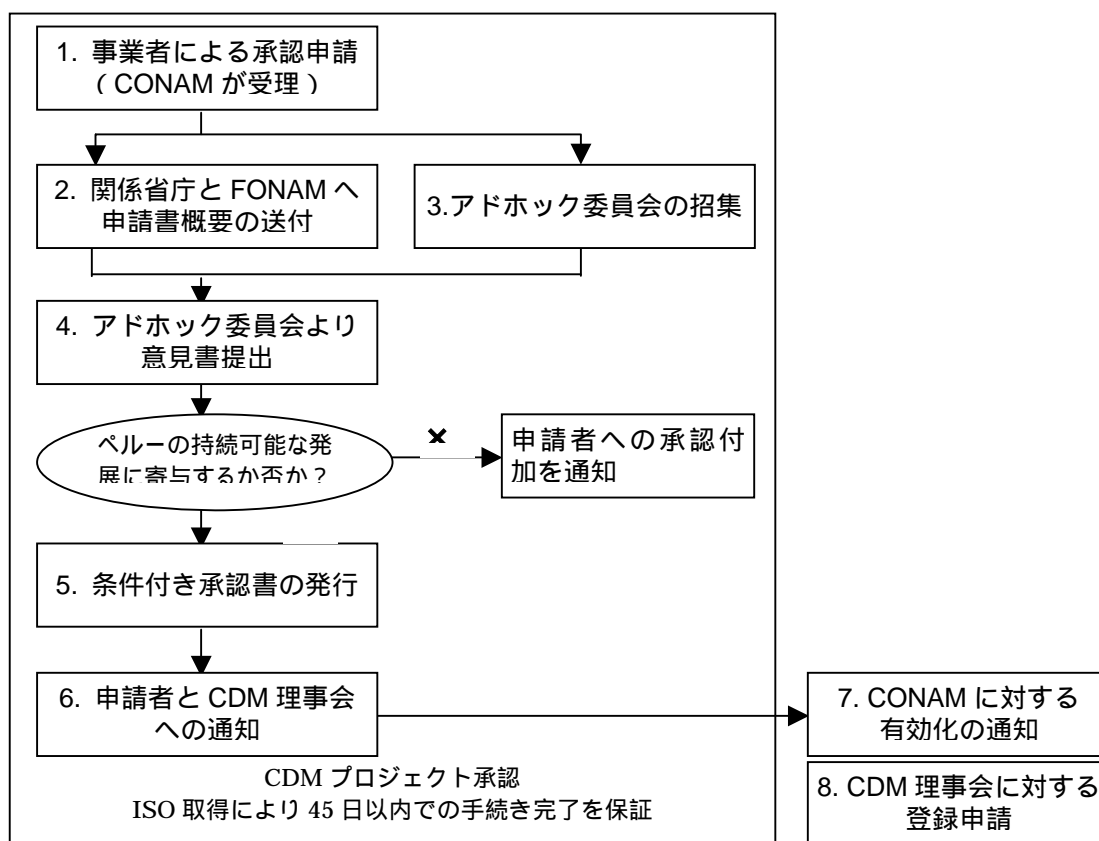 1. 事業者による承認申請
（CONAM が受理）
2. 関係省庁と FONAM へ
申請書概要の送付
3.アドホック委員会の招集
4. アドホック委員会より
意見書提出
ペルーの持続可能な発
展に寄与するか否か？
×
申請者への承認付
加を通知
5. 条件付き承認書の発行
6. 申請者と CDM 理事会
への通知
7. CONAM に対する
有効化の通知
CDM プロジェクト承認
ISO 取得により 45 日以内での手続き完了を保証
8. CDM 理事会に対する
登録申請